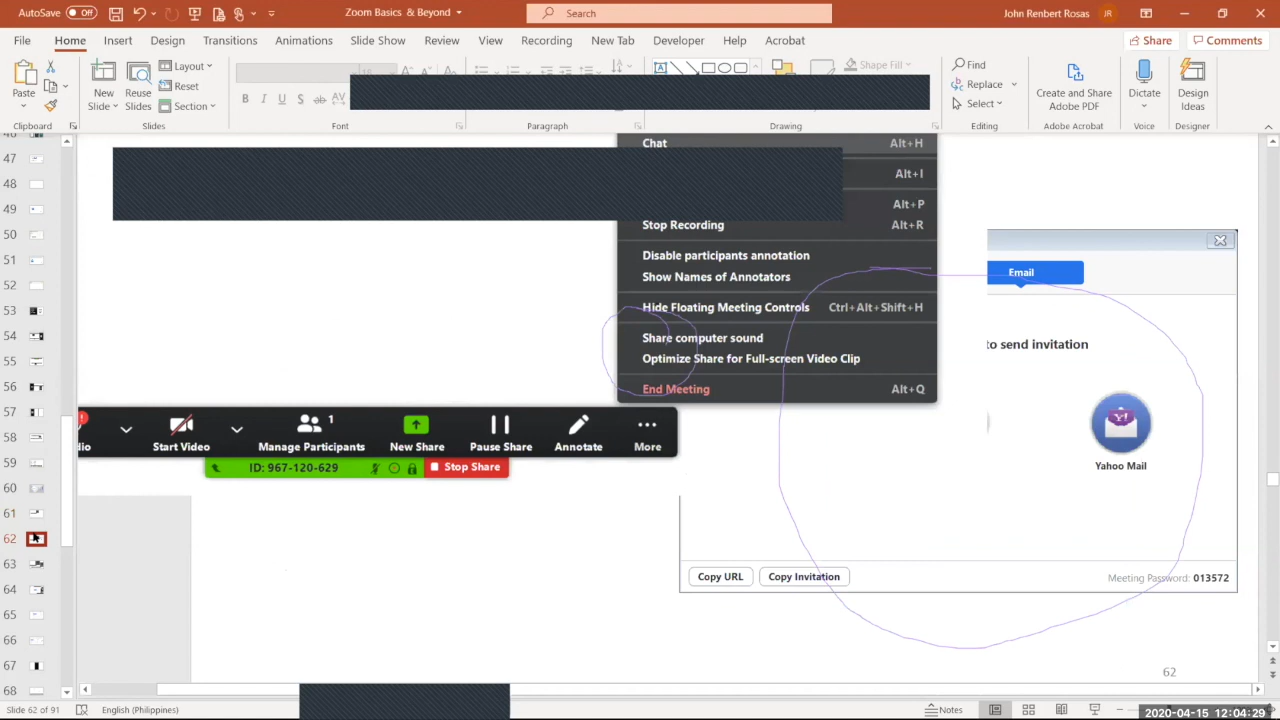 AutoSave Off
Zoom Basics & Beyond
Search
John Renbert Rosas JR
File Home Insert Design Transitions Animations Slide Show Review View Recording New Tab Developer Help Acrobat Share Comments
Paste
New Slide
Reuse Slides
Layout
Reset
Section
Find
Replace
Select
Shape Fill
Create and Share Adobe PDF
Dictate
Design Ideas
Clipboard Slides Font Paragraph Drawing Editing Adobe Acrobat Voice Designer
47
48
49
53
56
57
58
59
60
61
62
63
64
65
66
67
68
Chat Alt+H
Alt+I
Alt+P
Stop Recording Alt+R
Disable participants annotation
Show Names of Annotators
Hide Floating Meeting Controls Ctrl+Alt+Shift+H
Share computer sound
Optimize Share for Full-screen Video Clip
End Meeting Alt+Q
Email
to send invitation
Yahoo Mail
dio Start Video Manage Participants 1 New Share Pause Share Annotate More
ID: 967-120-629 Stop Share
Copy URL Copy Invitation Meeting Password: 013572
62
Slide 62 of 91 English (Philippines) Notes
2020-04-15 12:04:29